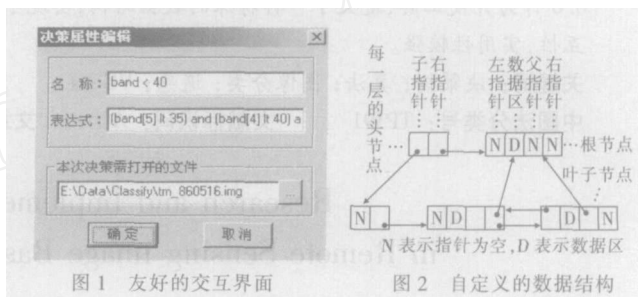 决策属性编辑
名 称： band < 40
表达式： (band[5] lt 35) and (band[4] lt 40) a
本次决策需打开的文件
E:\Data\Classify\tm_860516.img ...
确定 取消
图 1 友好的交互界面
每一层的头节点
子指针
右指针
左指针
数据区
父指针
右指针
N D N N …根节点
叶子节点
N N D D N
N 表示指针为空，D 表示数据区
图 2 自定义的数据结构